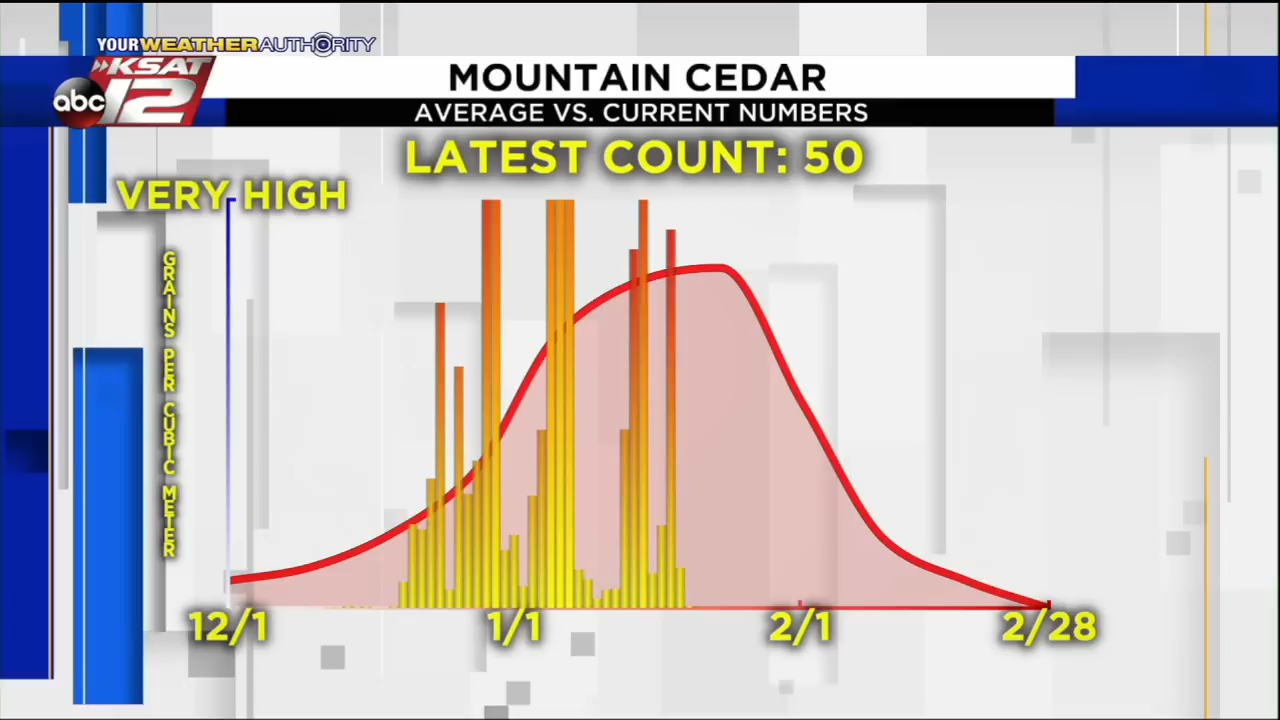 YOURWEATHERAUTHORITY
KSAT
abc 12
MOUNTAIN CEDAR
AVERAGE VS. CURRENT NUMBERS
LATEST COUNT: 50
VERY HIGH
GRAINS PER CUBIC METER
12/1 1/1 2/1 2/28